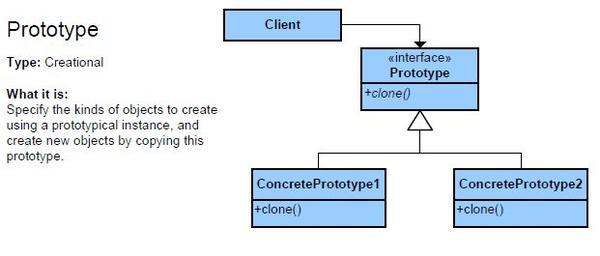 Prototype
Type: Creational
What it is:
Specify the kinds of objects to create
using a prototypical instance, and
create new objects by copying this
prototype.
Client
«interface»
Prototype
+clone()
ConcretePrototype1
+clone()
ConcretePrototype2
+clone()